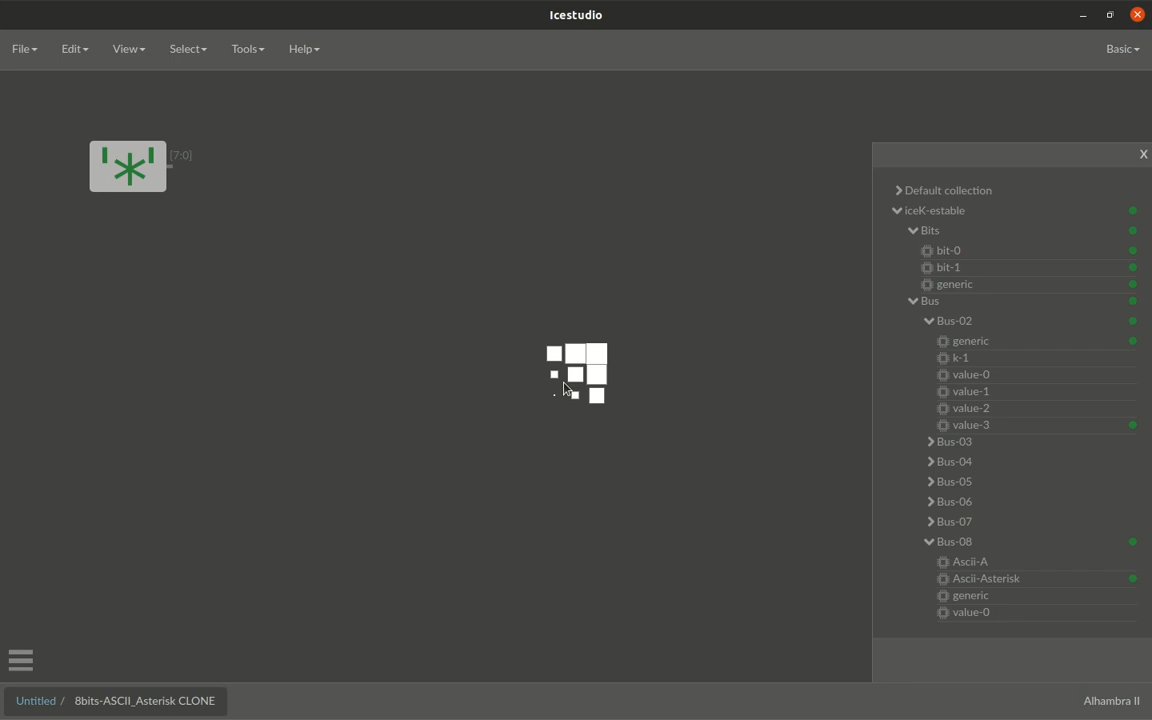 Icestudio
File Edit View Select Tools Help Basic
'*' [7:0]
X
Default collection
iceK-estable
Bits
bit-0
bit-1
generic
Bus
Bus-02
generic
k-1
value-0
value-1
value-2
value-3
Bus-03
Bus-04
Bus-05
Bus-06
Bus-07
Bus-08
Ascii-A
Ascii-Asterisk
generic
value-0
Untitled / 8bits-ASCII_Asterisk CLONE Alhambra II